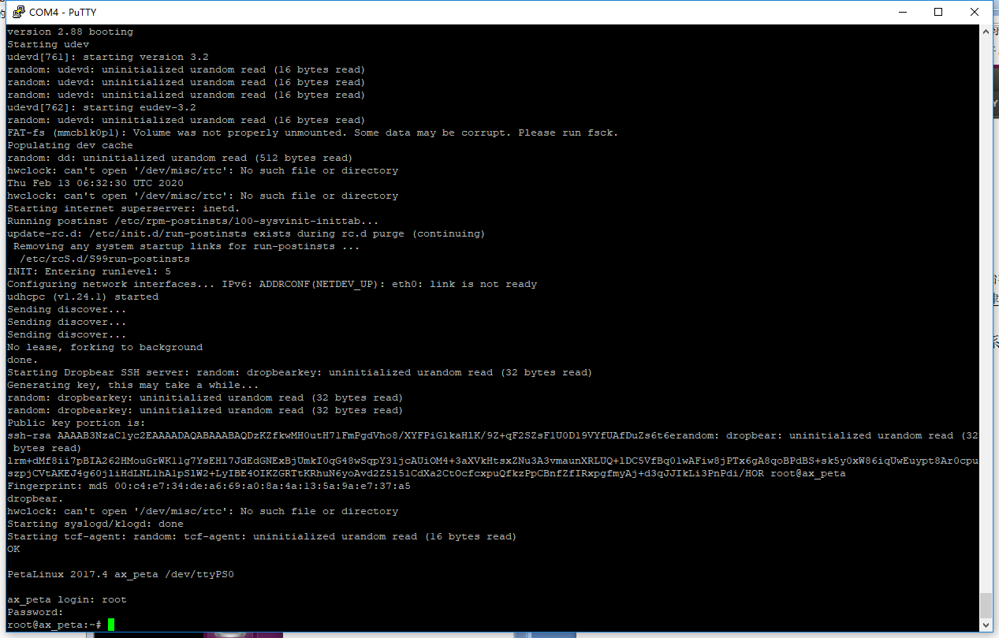 COM4 - PuTTY
version 2.88 booting
Starting udev
udevd[761]: starting version 3.2
random: udevd: uninitialized urandom read (16 bytes read)
random: udevd: uninitialized urandom read (16 bytes read)
random: udevd: uninitialized urandom read (16 bytes read)
udevd[762]: starting eudev-3.2
random: udevd: uninitialized urandom read (16 bytes read)
FAT-fs (mmcblk0p1): Volume was not properly unmounted. Some data may be corrupt. Please run fsck.
Populating dev cache
random: dd: uninitialized urandom read (512 bytes read)
hwclock: can't open '/dev/misc/rtc': No such file or directory
Thu Feb 13 06:32:30 UTC 2020
hwclock: can't open '/dev/misc/rtc': No such file or directory
Starting internet superserver: inetd.
Running postinst /etc/rpm-postinsts/100-sysvinit-inittab...
update-rc.d: /etc/init.d/run-postinsts exists during rc.d purge (continuing)
 Removing any system startup links for run-postinsts ...
  /etc/rcS.d/S99run-postinsts
INIT: Entering runlevel: 5
Configuring network interfaces... IPv6: ADDRCONF(NETDEV_UP): eth0: link is not ready
udhcpc (v1.24.1) started
Sending discover...
Sending discover...
Sending discover...
No lease, forking to background
done.
Starting Dropbear SSH server: random: dropbearkey: uninitialized urandom read (32 bytes read)
Generating key, this may take a while...
random: dropbearkey: uninitialized urandom read (32 bytes read)
random: dropbearkey: uninitialized urandom read (32 bytes read)
Public key portion is:
ssh-rsa AAAAB3NzaC1yc2EAAAADAQABAAABAQDzKZfkwMH0utH71FmPgdVho8/XYFPiGlkaH1K/9Z+qF2SZsF1U0D19VYfUAfDuZs6t6erandom: dropbear: uninitialized urandom read (32
 bytes read)
lrm+dMf8ii7pBIA262HMouGrWK11g7YsEH17JdEdGNExBjUmkI0qG48wSqpY31jcAUiOM4+3aXVkHtsxZNu3A3vmaunXRLUQ+1DC5VfBq01wAFiw8jPTx6gA8qoBPdBS+sk5y0xW86iqUwEuypt8Ar0cpu
szpjCVtAKEJ4g60jliHdLNL1hA1pSlW2+LyIBE4OIKZGRTtKRhuN6yoAvd2Z5151CdXa2CtOcfcxpuQfkzPpCBnfZfIRxpgfmyAj+d3qJJIkLi3PnPdi/HOR root@ax_peta
Fingerprint: md5 00:c4:e7:34:de:a6:69:a0:8a:4a:13:5a:9a:e7:37:a5
dropbear.
hwclock: can't open '/dev/misc/rtc': No such file or directory
Starting syslogd/klogd: done
Starting tcf-agent: random: tcf-agent: uninitialized urandom read (16 bytes read)
OK
PetaLinux 2017.4 ax_peta /dev/ttyPS0
ax_peta login: root
Password:
root@ax_peta:~#